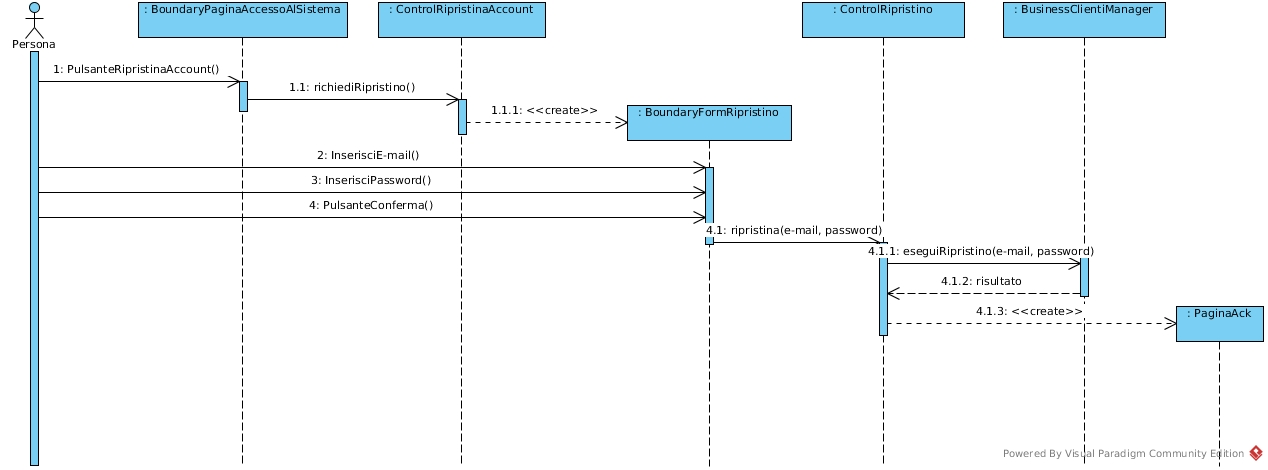 : BoundaryPaginaAccessoAlSistema
: ControlRipristinaAccount
: ControlRipristino
: BusinessClientiManager
Persona
1: PulsanteRipristinaAccount()
1.1: richiediRipristino()
1.1.1: <<create>>
: BoundaryFormRipristino
2: InserisciE-mail()
3: InserisciPassword()
4: PulsanteConferma()
4.1: ripristina(e-mail, password)
4.1.1: eseguiRipristino(e-mail, password)
4.1.2: risultato
4.1.3: <<create>>
: PaginaAck
Powered By Visual Paradigm Community Edition